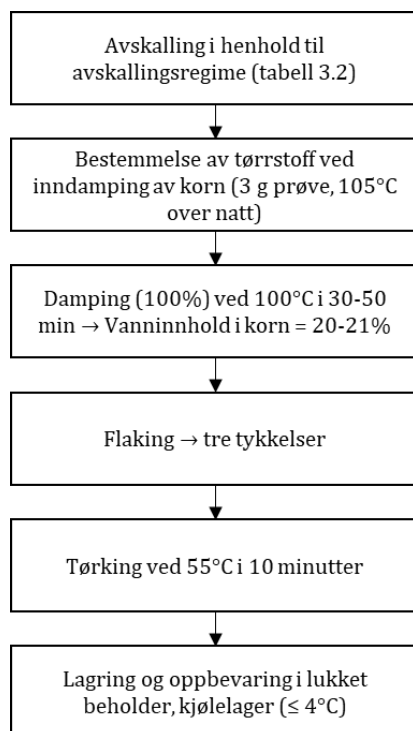 Avskalling i henhold til
avskallingsregime (tabell 3.2)
Bestemmelse av tørrstoff ved
inndamping av korn (3 g prøve, 105°C
over natt)
Damping (100%) ved 100°C i 30-50
min → Vanninnhold i korn = 20-21%
Flaking → tre tykkelser
Tørking ved 55°C i 10 minutter
Lagring og oppbevaring i lukket
beholder, kjølelager (≤ 4°C)